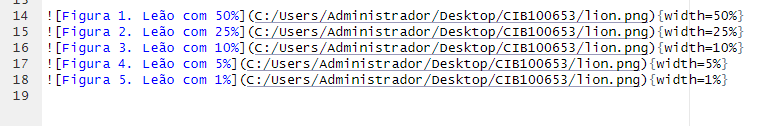 14 ![Figura 1. Leão com 50%](C:/Users/Administrador/Desktop/CIB100653/lion.png){width=50%}
15 ![Figura 2. Leão com 25%](C:/Users/Administrador/Desktop/CIB100653/lion.png){width=25%}
16 ![Figura 3. Leão com 10%](C:/Users/Administrador/Desktop/CIB100653/lion.png){width=10%}
17 ![Figura 4. Leão com 5%](C:/Users/Administrador/Desktop/CIB100653/lion.png){width=5%}
18 ![Figura 5. Leão com 1%](C:/Users/Administrador/Desktop/CIB100653/lion.png){width=1%}
19